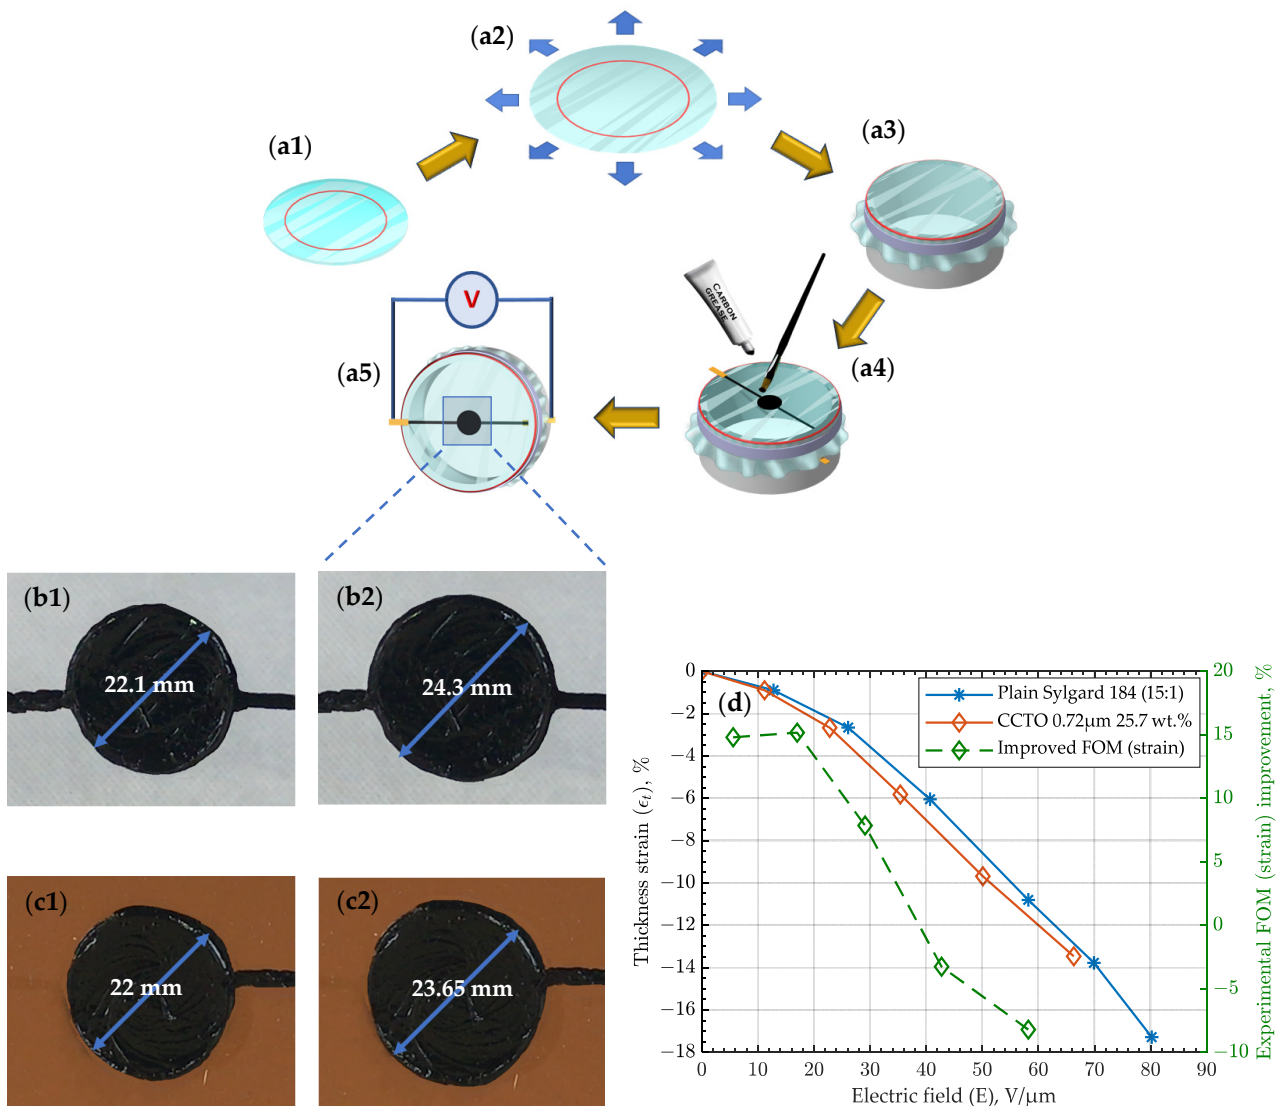 (a2)
(a3)
(a1)
CARBON
GREASE
V
(a5)
(a4)
(b1)
(b2)
22.1 mm
24.3 mm
(c1)
(c2)
22 mm
23.65 mm
(d)
Plain Sylgard 184 (15:1)
CCTO 0.72μm 25.7 wt.%
Improved FOM (strain)
Thickness strain (ϵt), %
0
−2
−4
−6
−8
−10
−12
−14
−16
−18
0 10 20 30 40 50 60 70 80 90
Electric field (E), V/μm
20
15
10
5
0
−5
−10
Experimental FOM (strain) improvement, %